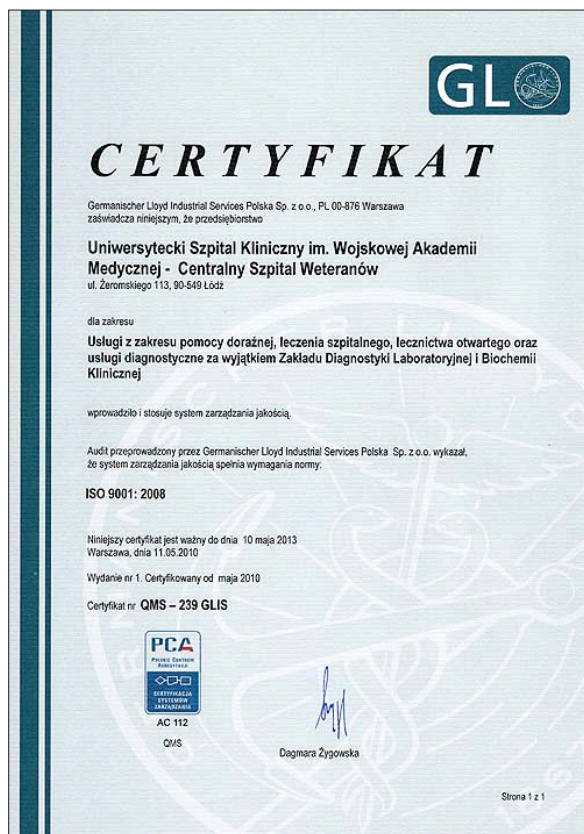 GL
CERTYFIKAT
Germanischer Lloyd Industrial Services Polska Sp. z o.o., PL 00-876 Warszawa
zaświadcza niniejszym, że przedsiębiorstwo
Uniwersytecki Szpital Kliniczny im. Wojskowej Akademii
Medycznej - Centralny Szpital Weteranów
ul. Żeromskiego 113, 90-549 Łódź
dla zakresu
Usługi z zakresu pomocy doraźnej, leczenia szpitalnego, lecznictwa otwartego oraz
usługi diagnostyczne za wyjątkiem Zakładu Diagnostyki Laboratoryjnej i Biochemii
Klinicznej
wprowadziło i stosuje system zarządzania jakością.
Audit przeprowadzony przez Germanischer Lloyd Industrial Services Polska Sp. z o.o. wykazał,
że system zarządzania jakością spełnia wymagania normy:
ISO 9001: 2008
Niniejszy certyfikat jest ważny do dnia 10 maja 2013
Warszawa, dnia 11.05.2010
Wydanie nr 1. Certyfikowany od maja 2010
Certyfikat nr QMS – 239 GLIS
PCA
POLSKIE CENTRUM
AKREDYTACJI
CERTYFIKACJA
SYSTEMÓW
ZARZĄDZANIA
AC 112
QMS
Dagmara Żygowska
Strona 1 z 1